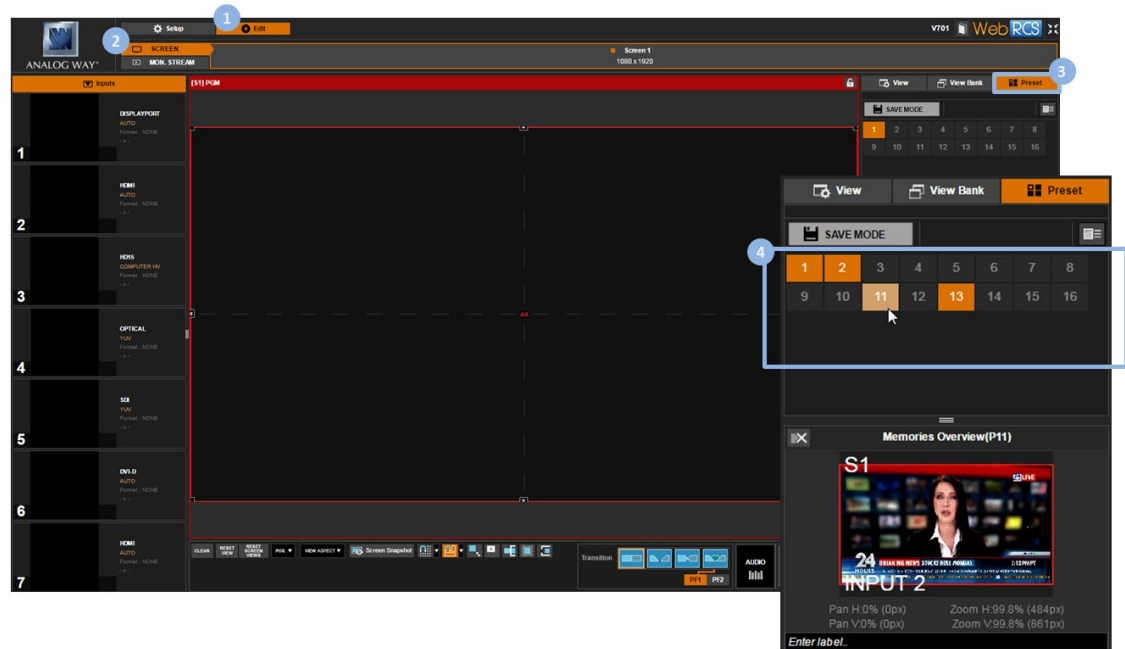 1
2
3
4
ANALOG WAY®
Setup
Edit
V701
Web RCS
SCREEN
MON. STREAM
Screen 1
1080 x 1920
Inputs
[S1] PGM
View
View Bank
Preset
SAVE MODE
1 2 3 4 5 6 7 8
9 10 11 12 13 14 15 16
1
DISPLAYPORT
AUTO
Format : NONE
2
HDMI
AUTO
Format : NONE
3
HD15
COMPUTER HV
Format : NONE
4
OPTICAL
YUV
Format : NONE
5
SDI
YUV
Format : NONE
6
DVI-D
AUTO
Format : NONE
7
HDMI
AUTO
Format : NONE
CLEAR
RESET VIEW
RESET SCREEN VIEWS
POS.
VIEW ASPECT
Screen Snapshot
Transition
PF1
PF2
AUDIO
View
View Bank
Preset
SAVE MODE
1 2 3 4 5 6 7 8
9 10 11 12 13 14 15 16
Memories Overview(P11)
S1
LIVE
24
HOURS
BREAKING NEWS
INPUT 2
Pan H:0% (0px) Zoom H:99.8% (484px)
Pan V:0% (0px) Zoom V:99.8% (861px)
Enter label..